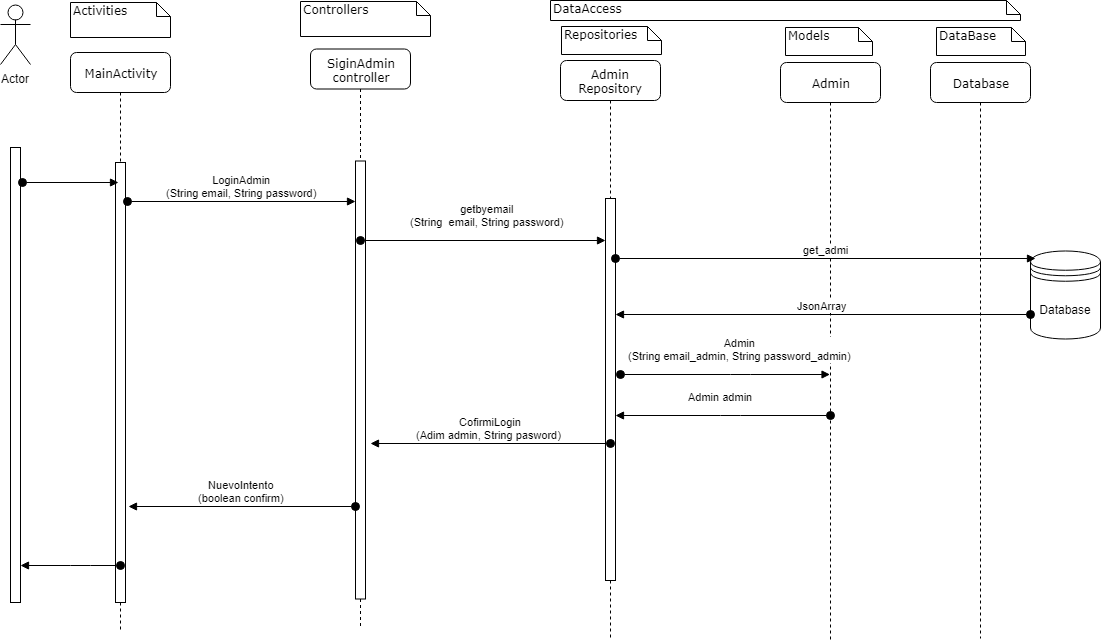 Activities
Controllers
DataAccess
Repositories
Models
DataBase
Actor
MainActivity
SiginAdmin
controller
Admin
Repository
Admin
Database
LoginAdmin
(String email, String password)
getbyemail
(String email, String password)
get_admi
JsonArray
Database
Admin
(String email_admin, String password_admin)
Admin admin
CofirmiLogin
(Adim admin, String pasword)
NuevoIntento
(boolean confirm)